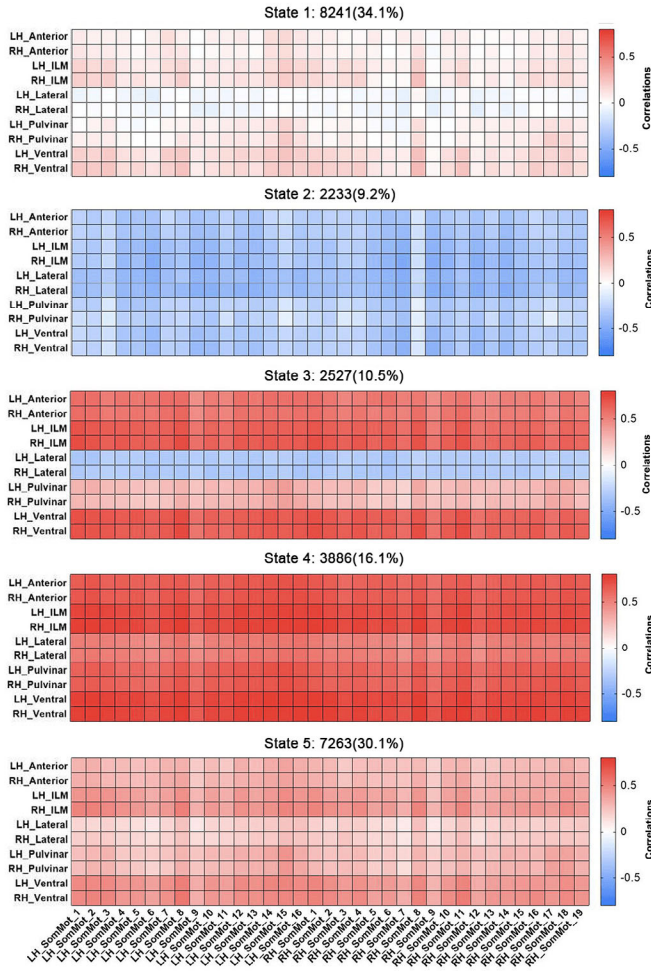 State 1: 8241(34.1%)
LH_Anterior
RH_Anterior
LH_ILM
RH_ILM
LH_Lateral
RH_Lateral
LH_Pulvinar
RH_Pulvinar
LH_Ventral
RH_Ventral
0.5
0
-0.5
Correlations
State 2: 2233(9.2%)
LH_Anterior
RH_Anterior
LH_ILM
RH_ILM
LH_Lateral
RH_Lateral
LH_Pulvinar
RH_Pulvinar
LH_Ventral
RH_Ventral
0.5
0
-0.5
Correlations
State 3: 2527(10.5%)
LH_Anterior
RH_Anterior
LH_ILM
RH_ILM
LH_Lateral
RH_Lateral
LH_Pulvinar
RH_Pulvinar
LH_Ventral
RH_Ventral
0.5
0
-0.5
Correlations
State 4: 3886(16.1%)
LH_Anterior
RH_Anterior
LH_ILM
RH_ILM
LH_Lateral
RH_Lateral
LH_Pulvinar
RH_Pulvinar
LH_Ventral
RH_Ventral
0.5
0
-0.5
Correlations
State 5: 7263(30.1%)
LH_Anterior
RH_Anterior
LH_ILM
RH_ILM
LH_Lateral
RH_Lateral
LH_Pulvinar
RH_Pulvinar
LH_Ventral
RH_Ventral
0.5
0
-0.5
Correlations
LH_SomMot_1
LH_SomMot_2
LH_SomMot_3
LH_SomMot_4
LH_SomMot_5
LH_SomMot_6
LH_SomMot_7
LH_SomMot_8
LH_SomMot_9
LH_SomMot_10
LH_SomMot_11
LH_SomMot_12
LH_SomMot_13
LH_SomMot_14
LH_SomMot_15
LH_SomMot_16
RH_SomMot_1
RH_SomMot_2
RH_SomMot_3
RH_SomMot_4
RH_SomMot_5
RH_SomMot_6
RH_SomMot_7
RH_SomMot_8
RH_SomMot_9
RH_SomMot_10
RH_SomMot_11
RH_SomMot_12
RH_SomMot_13
RH_SomMot_14
RH_SomMot_15
RH_SomMot_16
RH_SomMot_17
RH_SomMot_18
RH_SomMot_19